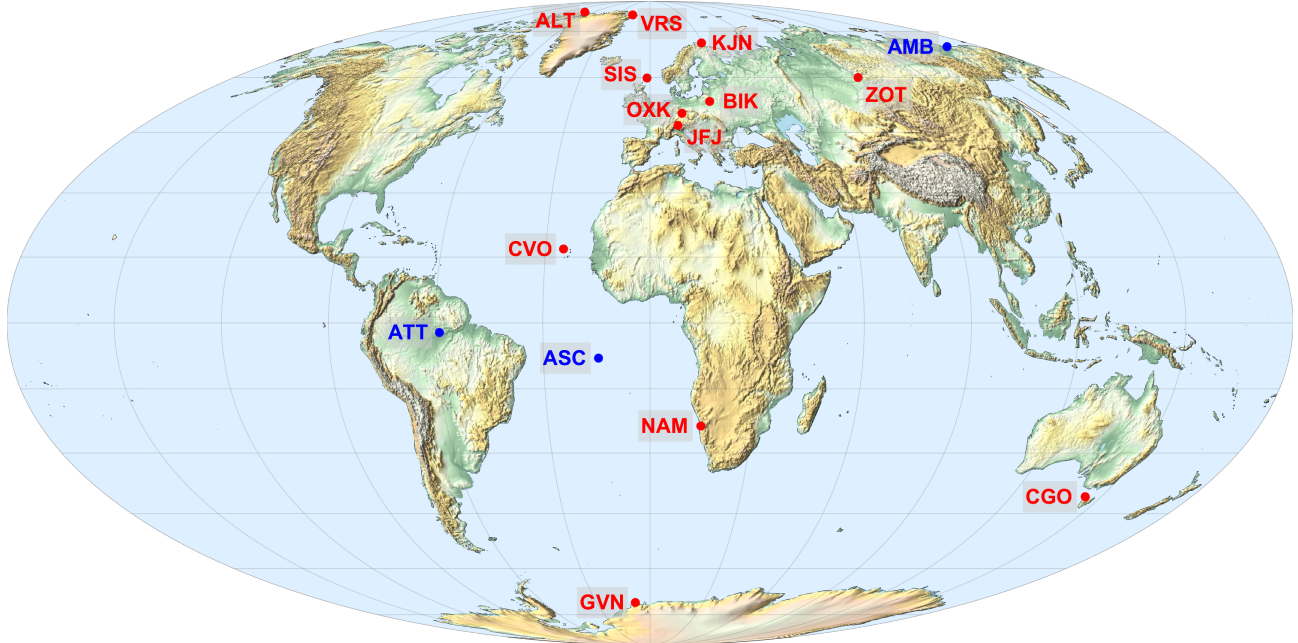 ALT
VRS
KJN
AMB
SIS
ZOT
BIK
OXK
JFJ
CVO
ATT
ASC
NAM
CGO
GVN